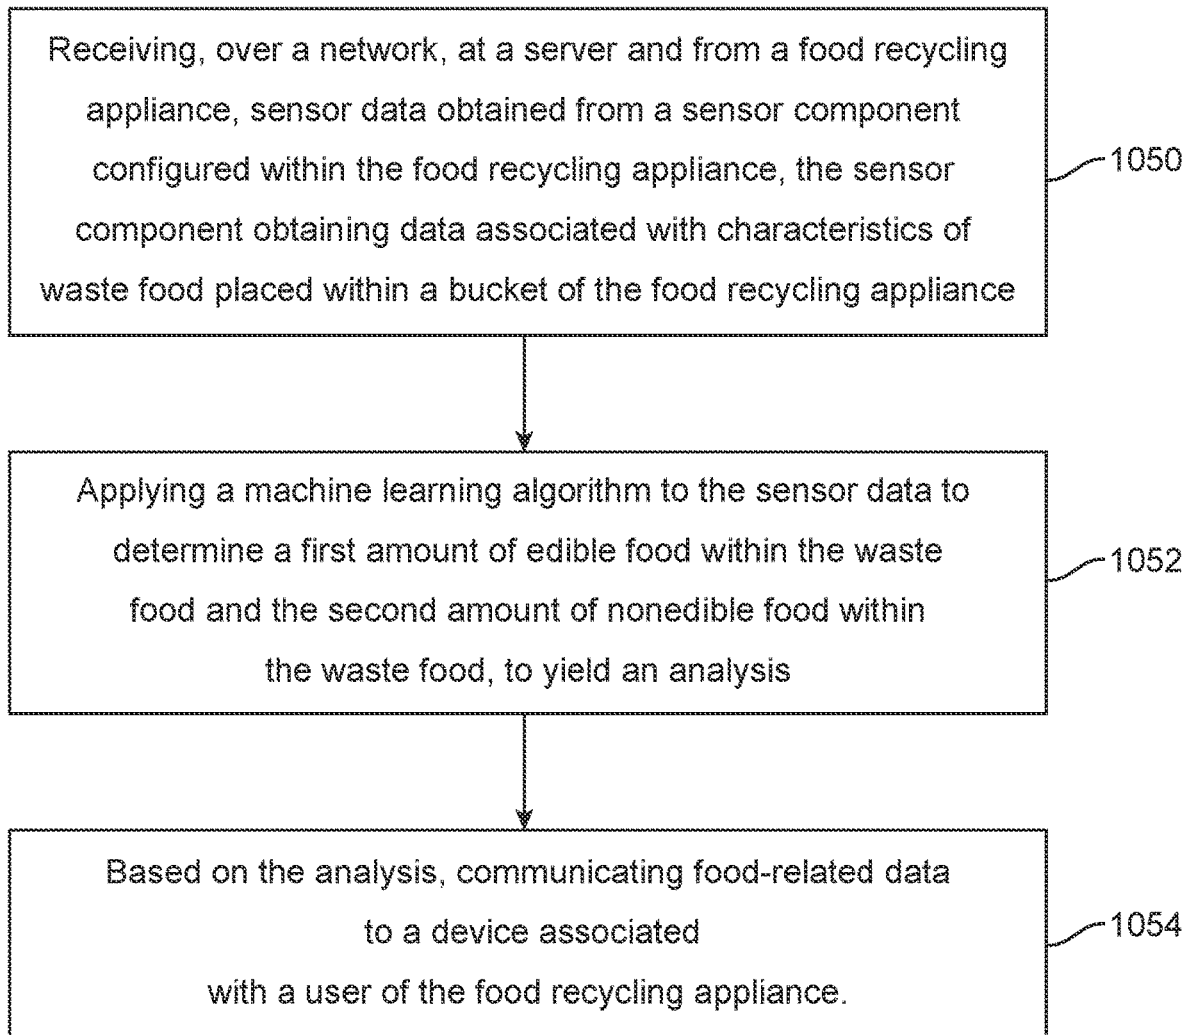 Receiving, over a network, at a server and from a food recycling
appliance, sensor data obtained from a sensor component
configured within the food recycling appliance, the sensor
component obtaining data associated with characteristics of
waste food placed within a bucket of the food recycling appliance
1050
Applying a machine learning algorithm to the sensor data to
determine a first amount of edible food within the waste
food and the second amount of nonedible food within
the waste food, to yield an analysis
1052
Based on the analysis, communicating food-related data
to a device associated
with a user of the food recycling appliance.
1054